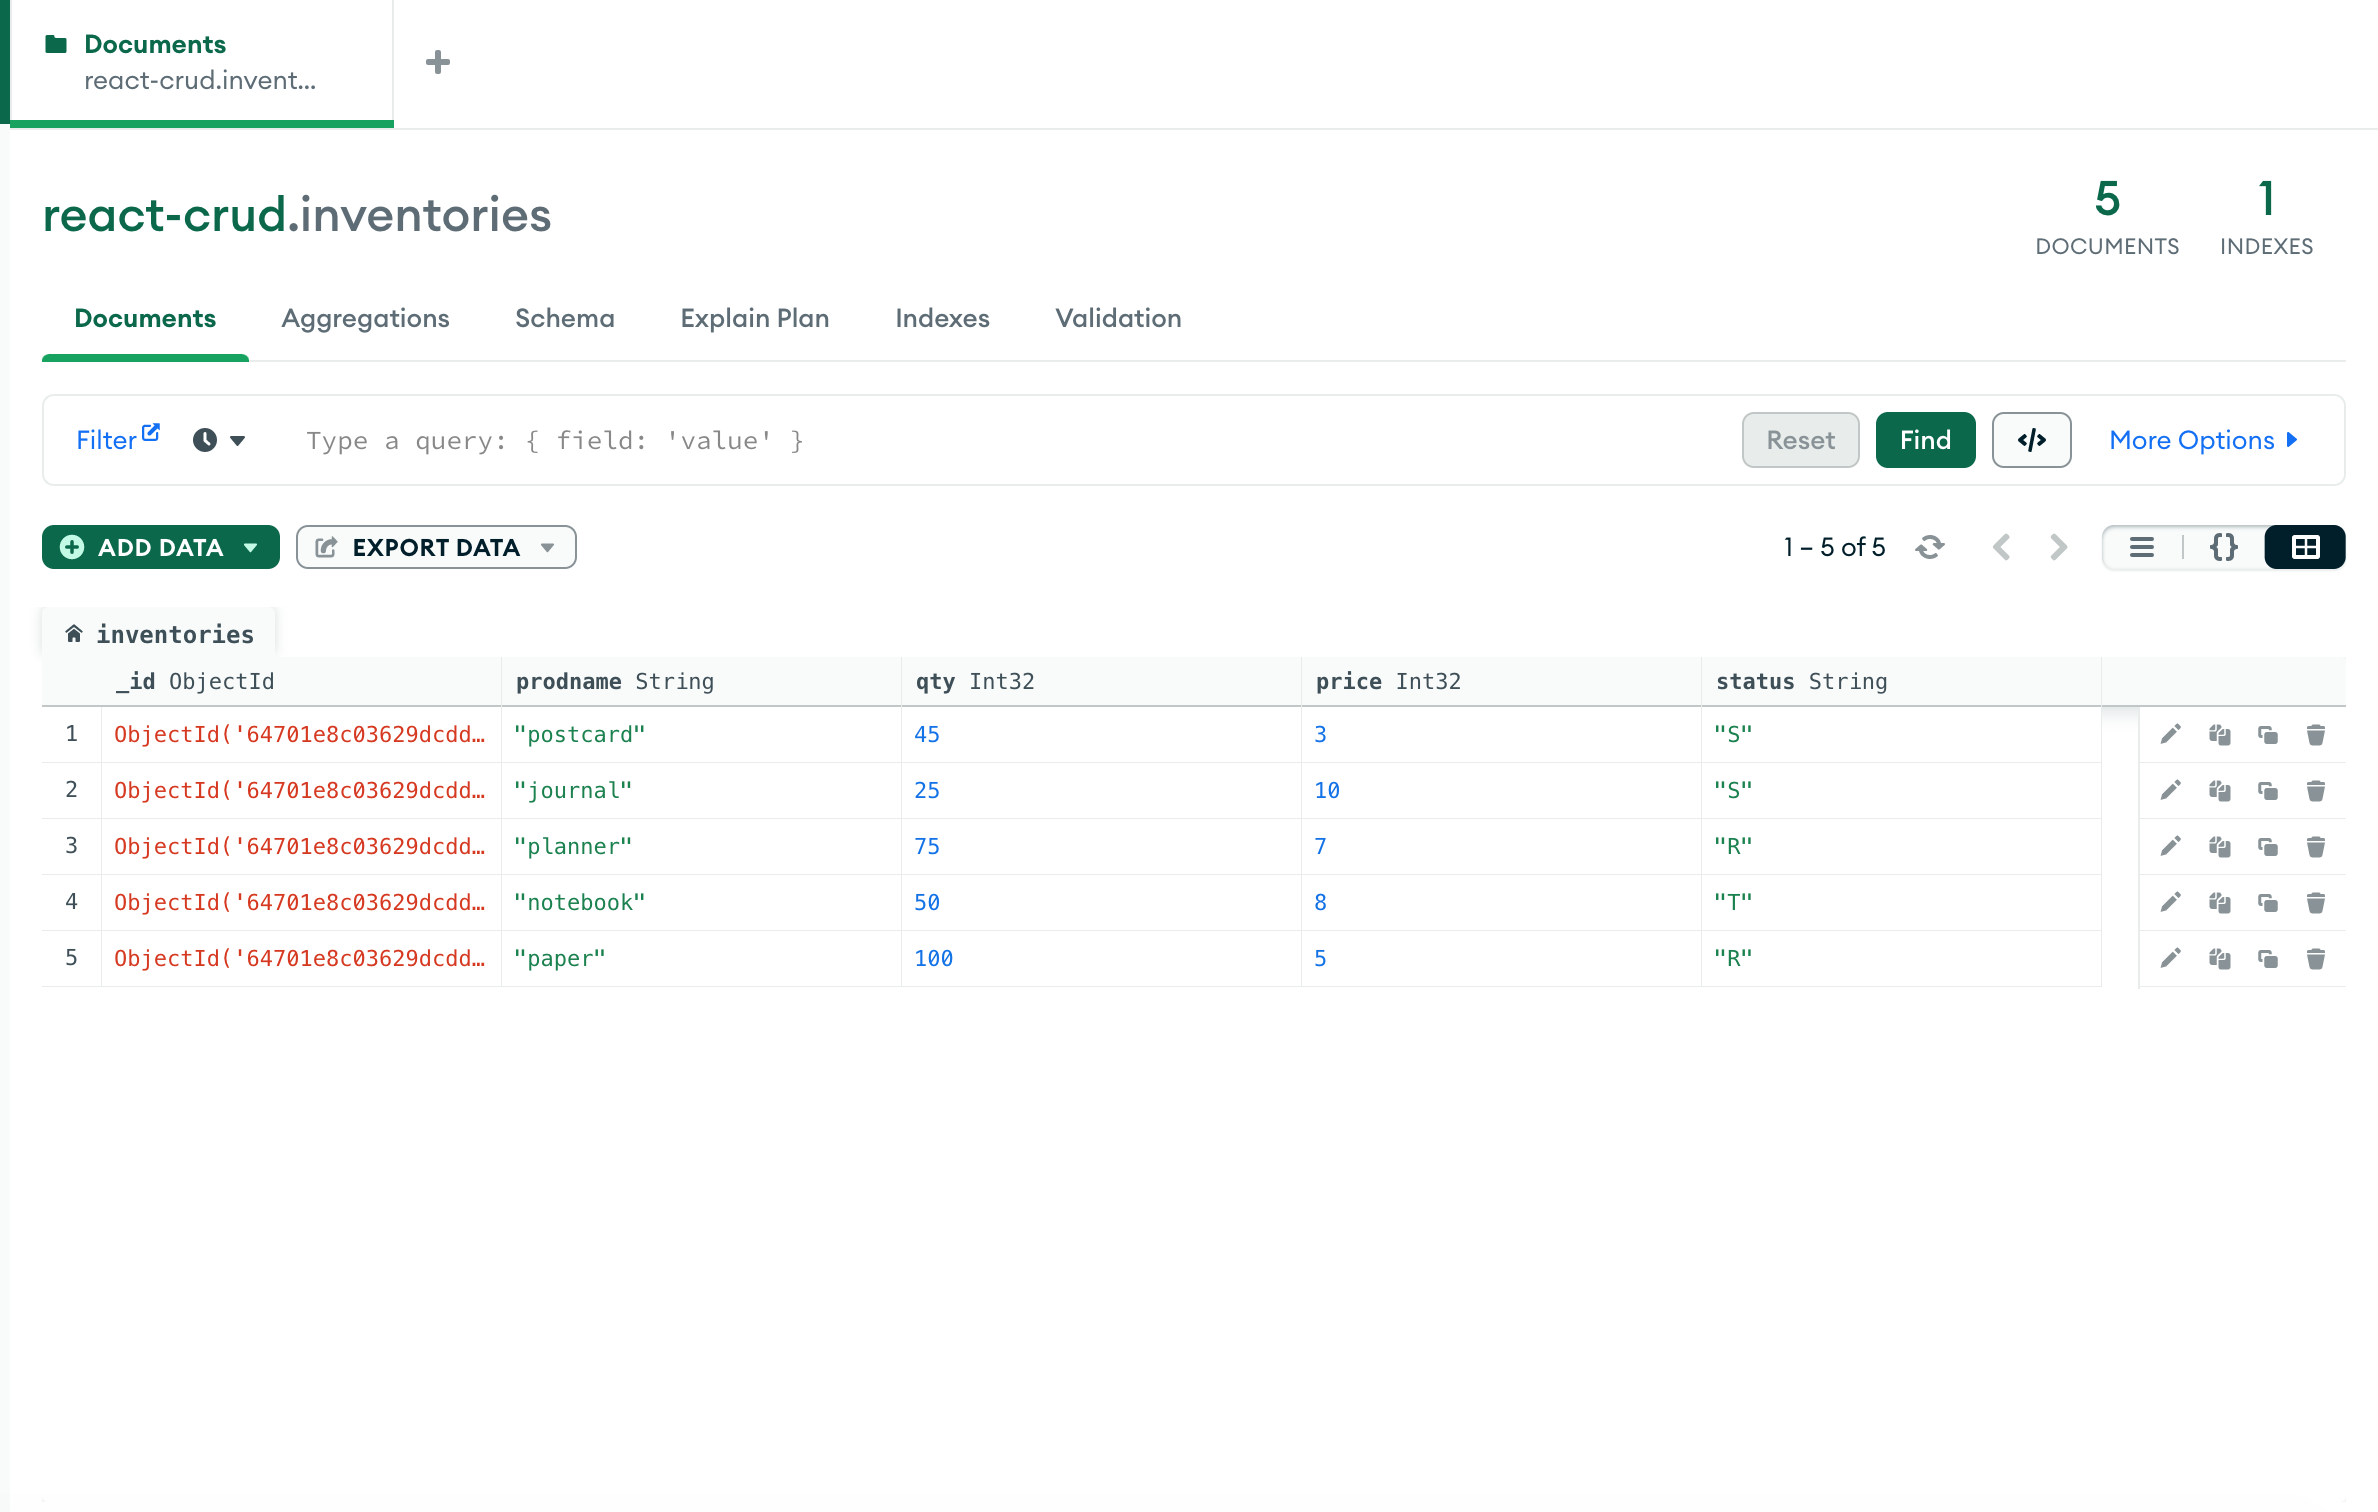 Documents
react-crud.invent...
react-crud.inventories
5
DOCUMENTS
1
INDEXES
Documents
Aggregations
Schema
Explain Plan
Indexes
Validation
Filter
Type a query: { field: 'value' }
Reset
Find
</>
More Options
ADD DATA
EXPORT DATA
1 – 5 of 5
{}
inventories
_id ObjectId prodname String qty Int32 price Int32 status String
1 ObjectId('64701e8c03629dcdd… "postcard" 45 3 "S"
2 ObjectId('64701e8c03629dcdd… "journal" 25 10 "S"
3 ObjectId('64701e8c03629dcdd… "planner" 75 7 "R"
4 ObjectId('64701e8c03629dcdd… "notebook" 50 8 "T"
5 ObjectId('64701e8c03629dcdd… "paper" 100 5 "R"